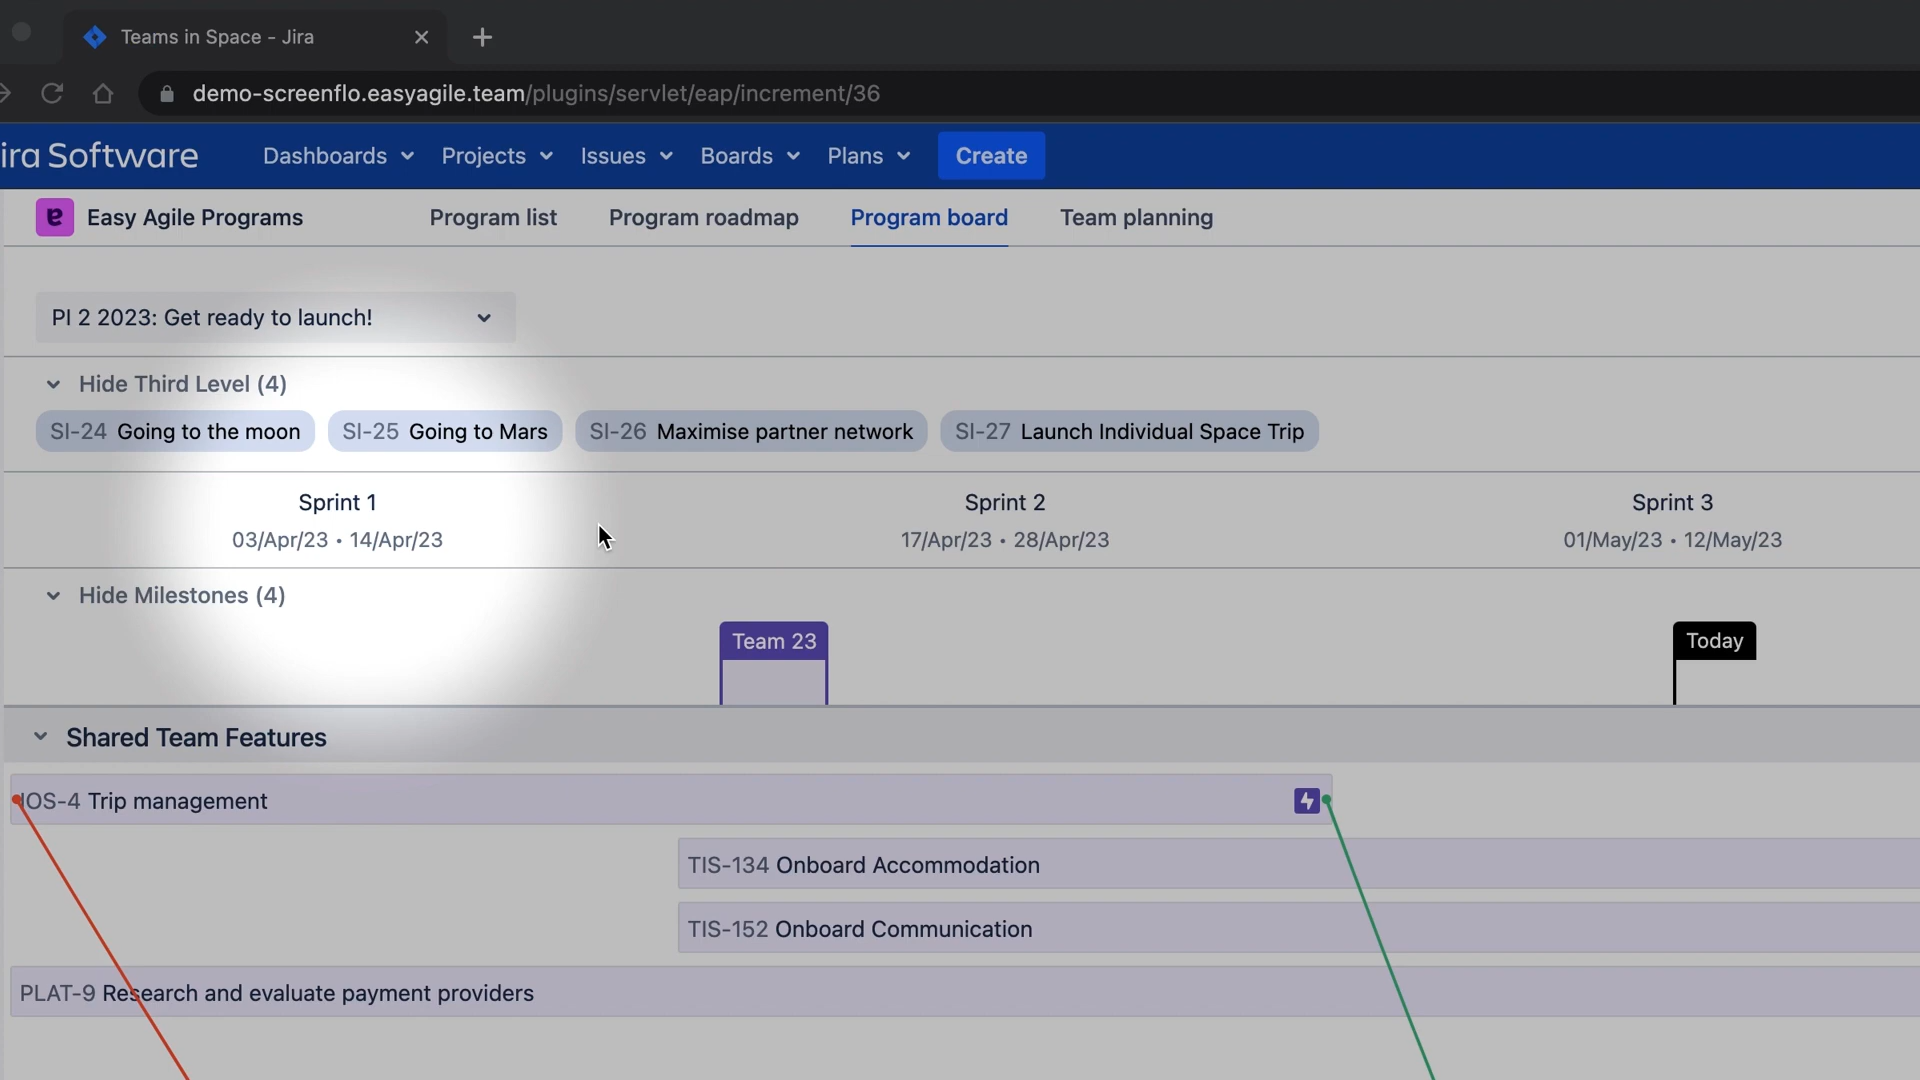 Teams in Space - Jira
demo-screenflo.easyagile.team/plugins/servlet/eap/increment/36
ira Software Dashboards Projects Issues Boards Plans Create
Easy Agile Programs Program list Program roadmap Program board Team planning
PI 2 2023: Get ready to launch!
Hide Third Level (4)
SI-24 Going to the moon SI-25 Going to Mars SI-26 Maximise partner network SI-27 Launch Individual Space Trip
Sprint 1 Sprint 2 Sprint 3
03/Apr/23 • 14/Apr/23 17/Apr/23 • 28/Apr/23 01/May/23 • 12/May/23
Hide Milestones (4)
Team 23 Today
Shared Team Features
IOS-4 Trip management
TIS-134 Onboard Accommodation
TIS-152 Onboard Communication
PLAT-9 Research and evaluate payment providers